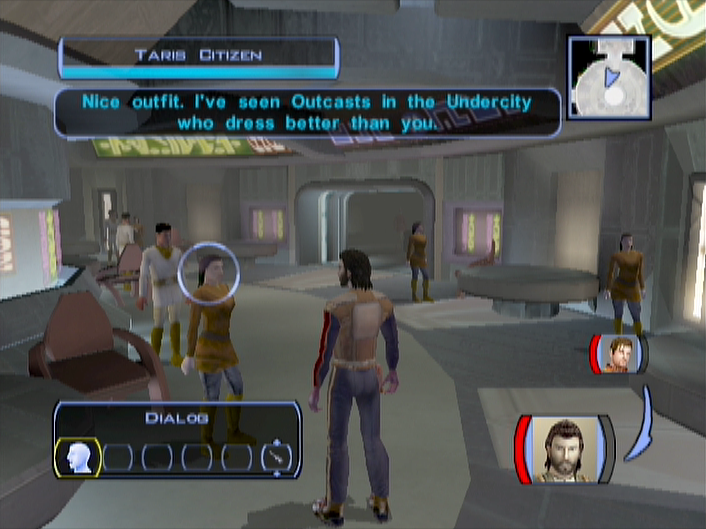 Taris Citizen
Nice outfit. I've seen Outcasts in the Undercity
who dress better than you.
Dialog